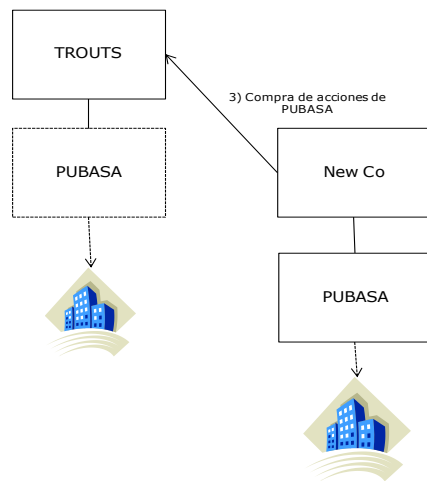 TROUTS
3) Compra de acciones de
PUBASA
PUBASA
New Co
PUBASA